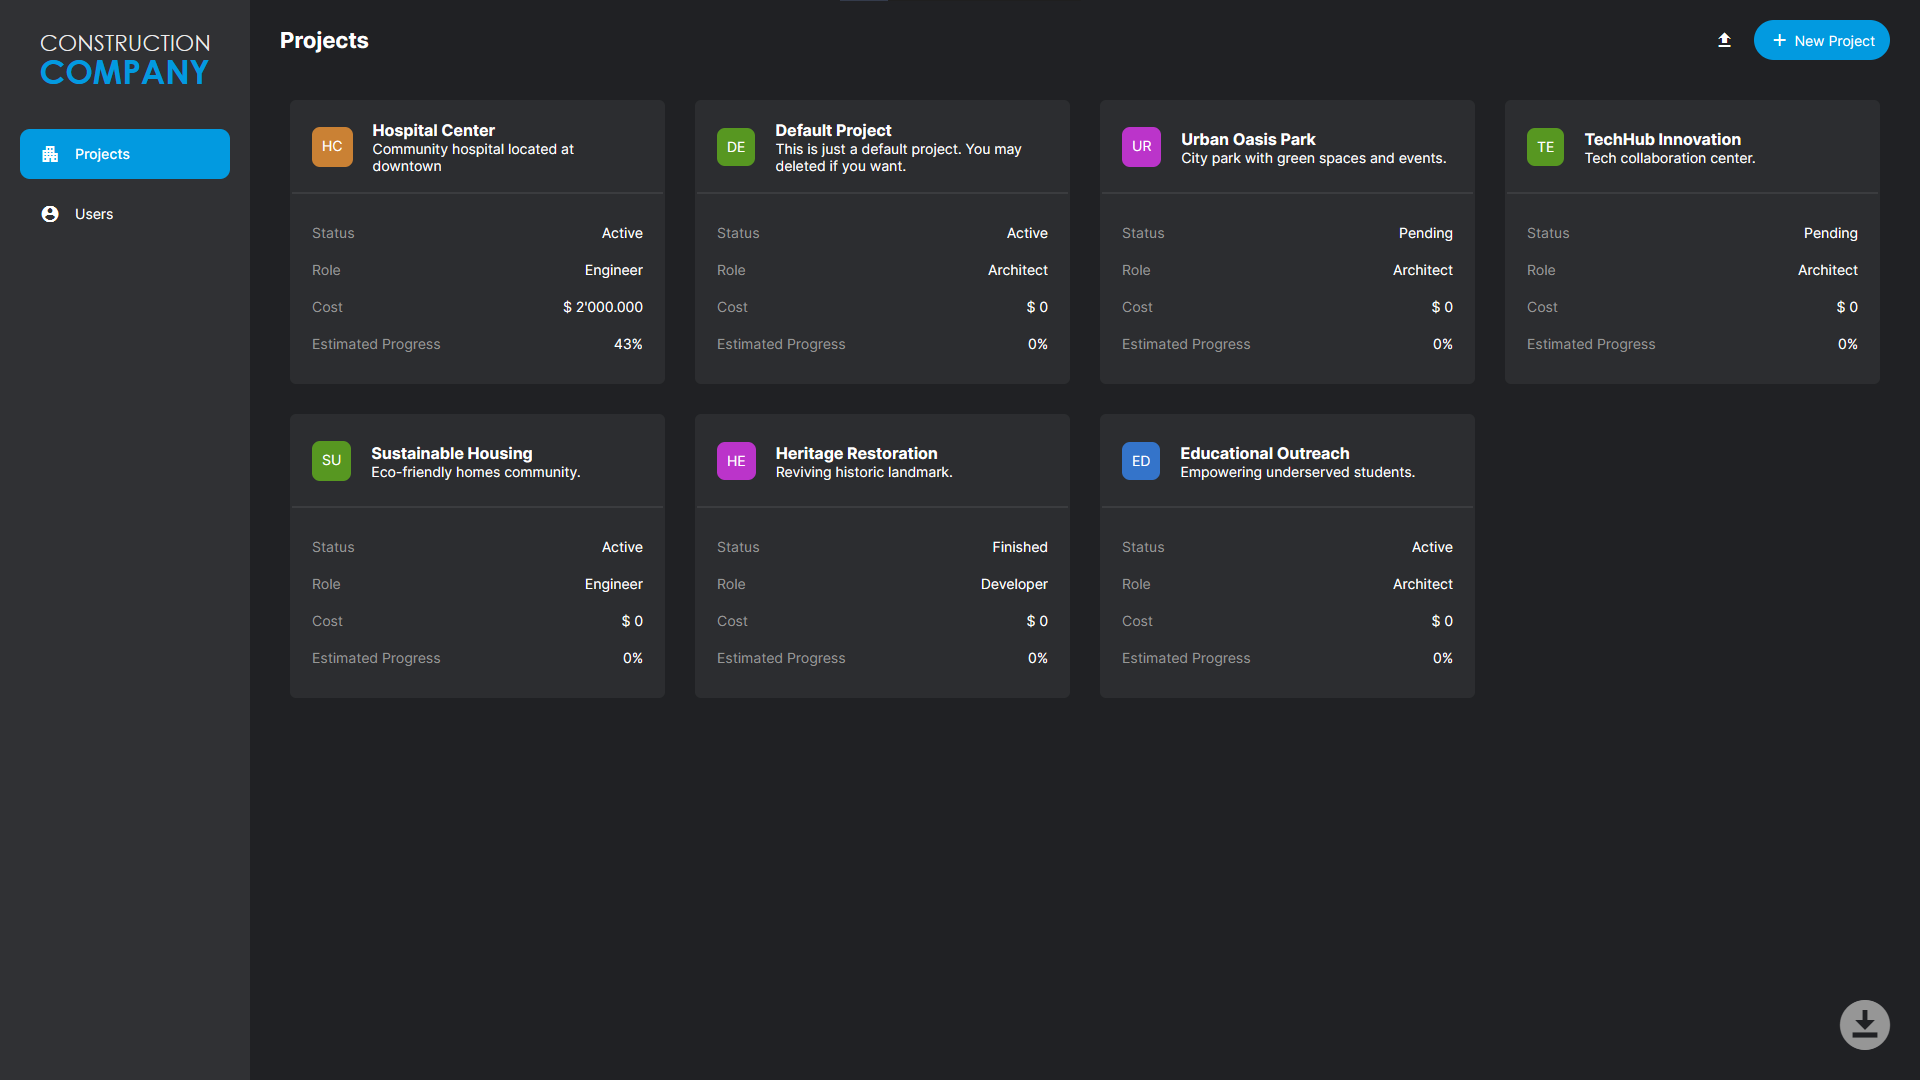 CONSTRUCTION
COMPANY
Projects
Users
Projects
New Project
HC
Hospital Center
Community hospital located at
downtown
Status Active
Role Engineer
Cost $ 2'000.000
Estimated Progress 43%
DE
Default Project
This is just a default project. You may
deleted if you want.
Status Active
Role Architect
Cost $ 0
Estimated Progress 0%
UR
Urban Oasis Park
City park with green spaces and events.
Status Pending
Role Architect
Cost $ 0
Estimated Progress 0%
TE
TechHub Innovation
Tech collaboration center.
Status Pending
Role Architect
Cost $ 0
Estimated Progress 0%
SU
Sustainable Housing
Eco-friendly homes community.
Status Active
Role Engineer
Cost $ 0
Estimated Progress 0%
HE
Heritage Restoration
Reviving historic landmark.
Status Finished
Role Developer
Cost $ 0
Estimated Progress 0%
ED
Educational Outreach
Empowering underserved students.
Status Active
Role Architect
Cost $ 0
Estimated Progress 0%